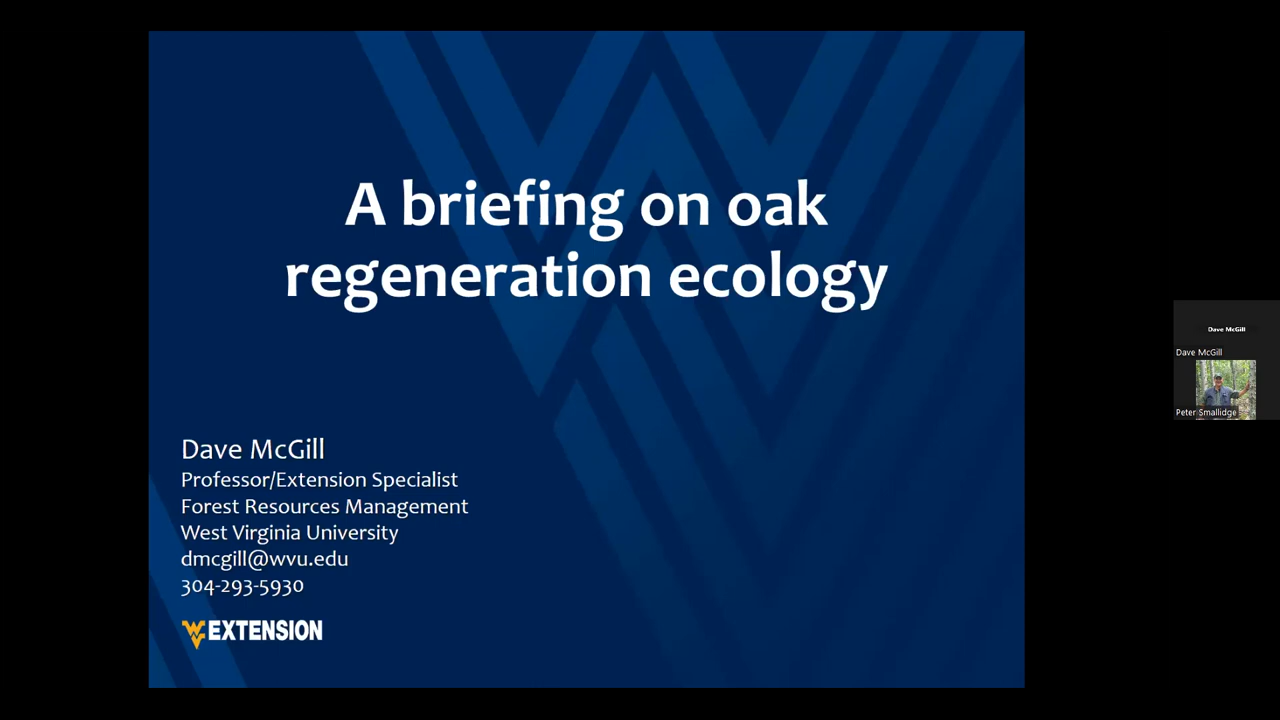 A briefing on oak
regeneration ecology
Dave McGill
Professor/Extension Specialist
Forest Resources Management
West Virginia University
dmcgill@wvu.edu
304-293-5930
WV EXTENSION
Dave McGill
Dave McGill
Peter Smallidge